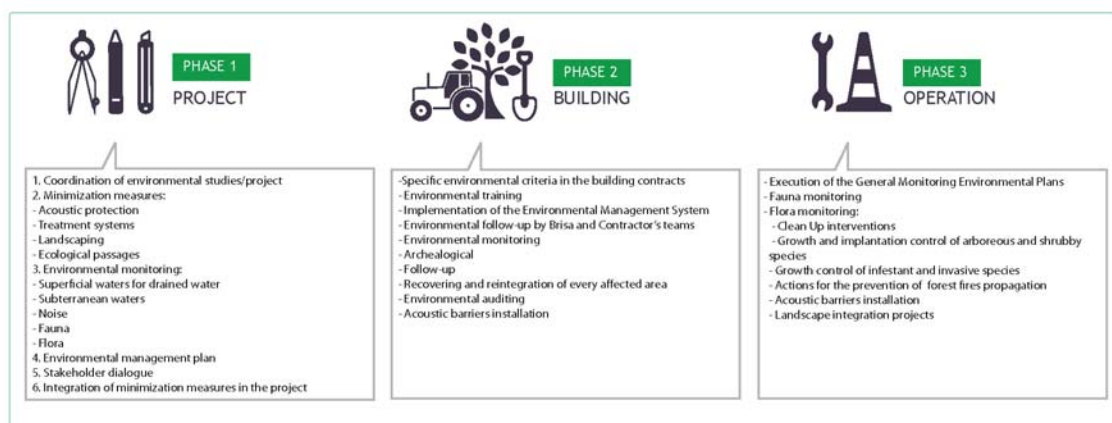 PHASE 1
PROJECT
1. Coordination of environmental studies/project
2. Minimization measures:
- Acoustic protection
- Treatment systems
- Landscaping
- Ecological passages
3. Environmental monitoring:
- Superficial waters for drained water
- Subterranean waters
- Noise
- Fauna
- Flora
4. Environmental management plan
5. Stakeholder dialogue
6. Integration of minimization measures in the project
PHASE 2
BUILDING
-Specific environmental criteria in the building contracts
- Environmental training
- Implementation of the Environmental Management System
- Environmental follow-up by Brisa and Contractor's teams
- Environmental monitoring
- Archealogical
- Follow-up
- Recovering and reintegration of every affected area
- Environmental auditing
- Acoustic barriers installation
PHASE 3
OPERATION
- Execution of the General Monitoring Environmental Plans
- Fauna monitoring
- Flora monitoring:
- Clean Up interventions
- Growth and implantation control of arboreous and shrubby
species
- Growth control of infestant and invasive species
- Actions for the prevention of forest fires propagation
- Acoustic barriers installation
- Landscape integration projects